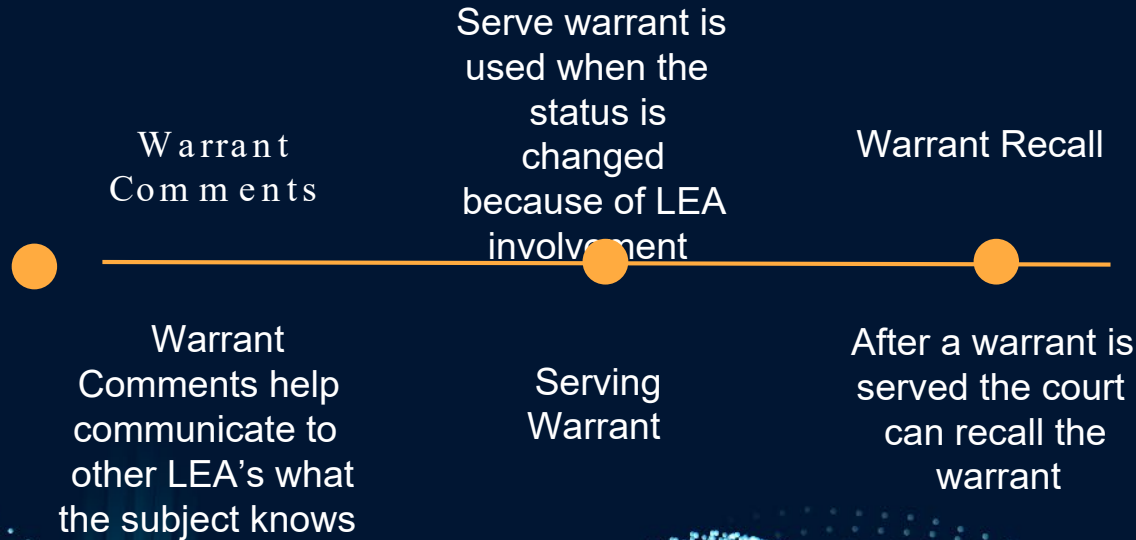 Warrant
Comments
Warrant
Comments help
communicate to
other LEA’s what
the subject knows
Serve warrant is
used when the
status is
changed
because of LEA
involvement
Serving
Warrant
Warrant Recall
After a warrant is
served the court
can recall the
warrant